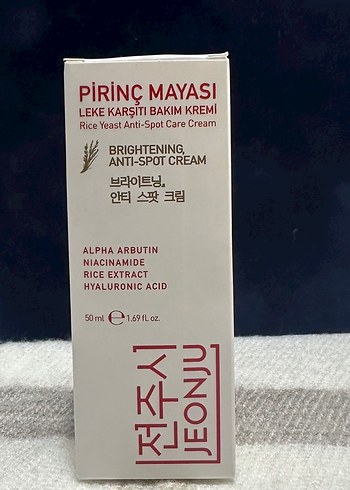 PİRİNÇ MAYASI
LEKE KARŞITI BAKIM KREMİ
Rice Yeast Anti-Spot Care Cream
BRIGHTENING,
ANTI-SPOT CREAM
브라이트닝,
안티 스팟 크림
ALPHA ARBUTIN
NIACINAMIDE
RICE EXTRACT
HYALURONIC ACID
50 ml ℮ 1.69 fl. oz.
전주시
JEONJU